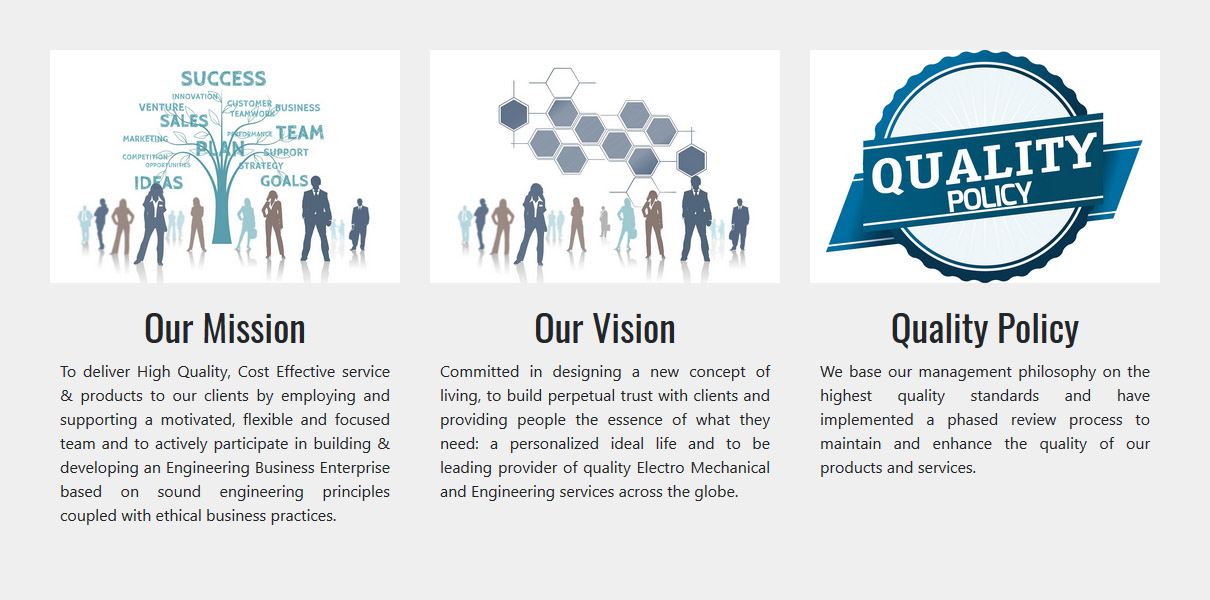 SUCCESS
INNOVATION
VENTURE
CUSTOMER
TEAMWORK
BUSINESS
SALES
MARKETING
PERFORMANCE
TEAM
PLAN
COMPETITION
SUPPORT
OPPORTUNITIES
STRATEGY
IDEAS
GOALS
QUALITY
POLICY
Our Mission
To deliver High Quality, Cost Effective service
& products to our clients by employing and
supporting a motivated, flexible and focused
team and to actively participate in building &
developing an Engineering Business Enterprise
based on sound engineering principles
coupled with ethical business practices.
Our Vision
Committed in designing a new concept of
living, to build perpetual trust with clients and
providing people the essence of what they
need: a personalized ideal life and to be
leading provider of quality Electro Mechanical
and Engineering services across the globe.
Quality Policy
We base our management philosophy on the
highest quality standards and have
implemented a phased review process to
maintain and enhance the quality of our
products and services.